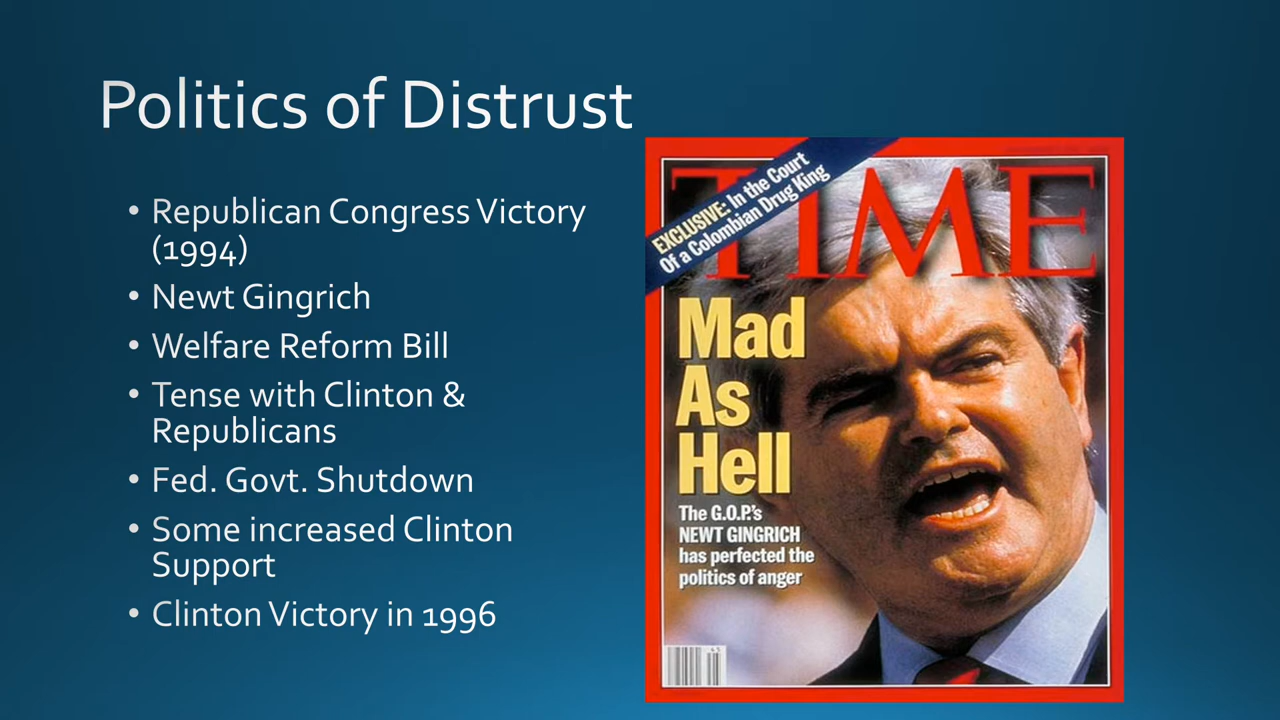 Politics of Distrust
• Republican Congress Victory
(1994)
• Newt Gingrich
• Welfare Reform Bill
• Tense with Clinton &
Republicans
• Fed. Govt. Shutdown
• Some increased Clinton
Support
• Clinton Victory in 1996
EXCLUSIVE: In the Court
Of a Colombian Drug King
TIME
Mad
As
Hell
The G.O.P.'s
NEWT GINGRICH
has perfected the
politics of anger